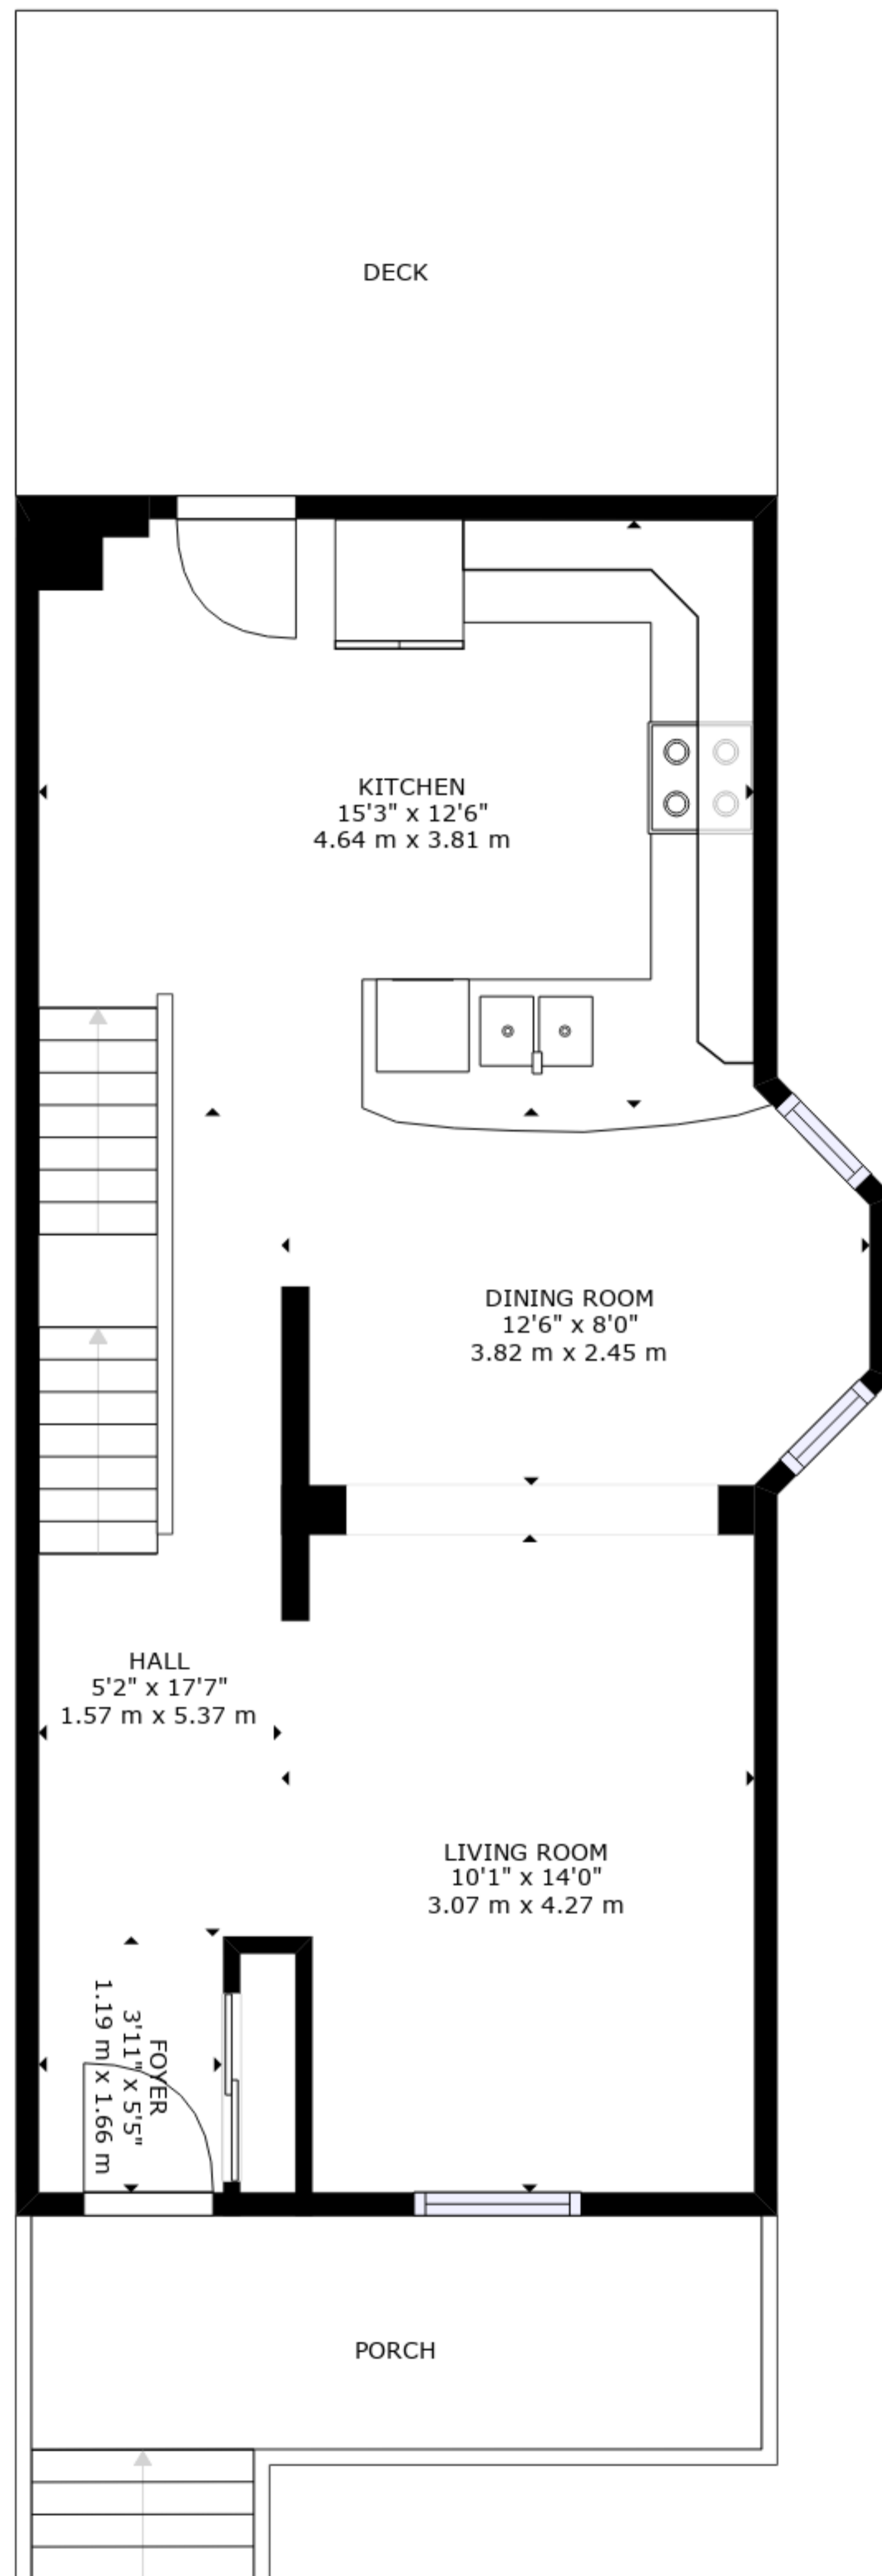 DECK
KITCHEN
15'3" x 12'6"
4.64 m x 3.81 m
DINING ROOM
12'6" x 8'0"
3.82 m x 2.45 m
HALL
5'2" x 17'7"
1.57 m x 5.37 m
LIVING ROOM
10'1" x 14'0"
3.07 m x 4.27 m
FOYER
3'11" x 5'5"
1.19 m x 1.66 m
PORCH